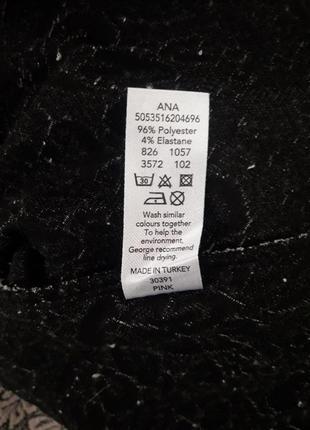 ANA
5053516204696
96% Polyester
4% Elastane
826 1057
3572 102
30
Wash similar
colours together
To help the
environment,
George recommend
line drying.
MADE IN TURKEY
30391
PINK